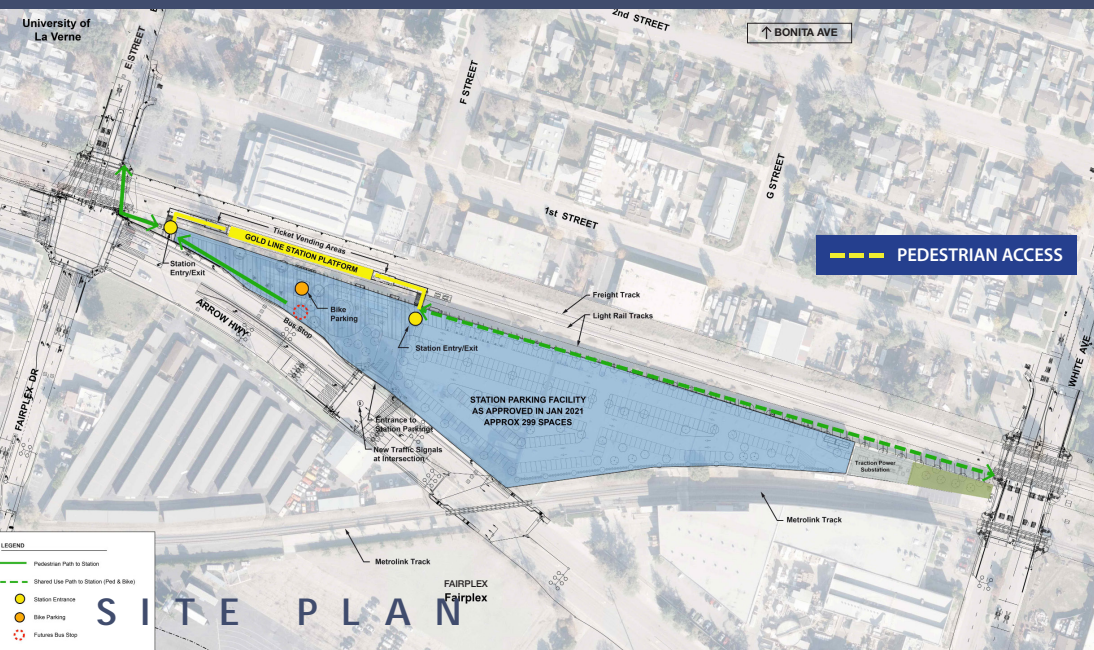 University of
La Verne
E STREET
2nd STREET
↑ BONITA AVE
F STREET
G STREET
1st STREET
PEDESTRIAN ACCESS
Ticket Vending Areas
GOLD LINE STATION PLATFORM
Station
Entry/Exit
Bike
Parking
Bus Stop
ARROW HWY
Station Entry/Exit
Freight Track
Light Rail Tracks
WHITE AVE
FAIRPLEX DR
STATION PARKING FACILITY
AS APPROVED IN JAN 2021
APPROX 299 SPACES
Entrance to
Station Parking
New Traffic Signals
at Intersection
Traction Power
Substation
Metrolink Track
Metrolink Track
FAIRPLEX
Fairplex
LEGEND
Pedestrian Path to Station
Shared Use Path to Station (Ped & Bike)
Station Entrance
Bike Parking
Futures Bus Stop
SITE PLAN